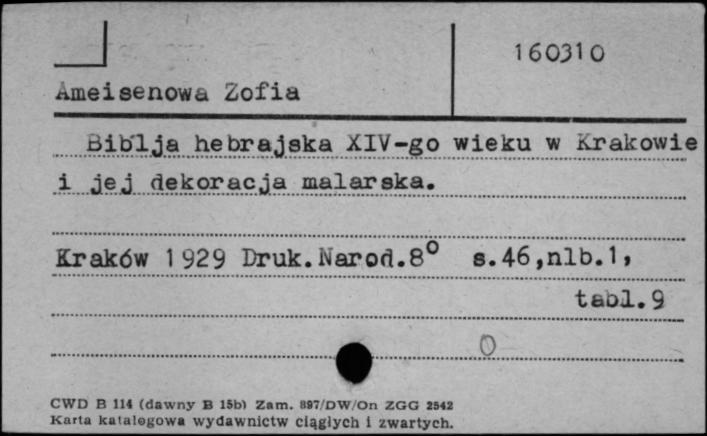 160310
Ameisenowa Zofia
Biblja hebrajska XIV-go wieku w Krakowie
i jej dekoracja malarska.
Kraków 1929 Druk.Narod.8° s.46,nlb.1,
tabl.9
0
CWD B 114 (dawny B 15b) Zam. 897/DW/On ZGG 2542
Karta katalogowa wydawnictw ciągłych i zwartych.